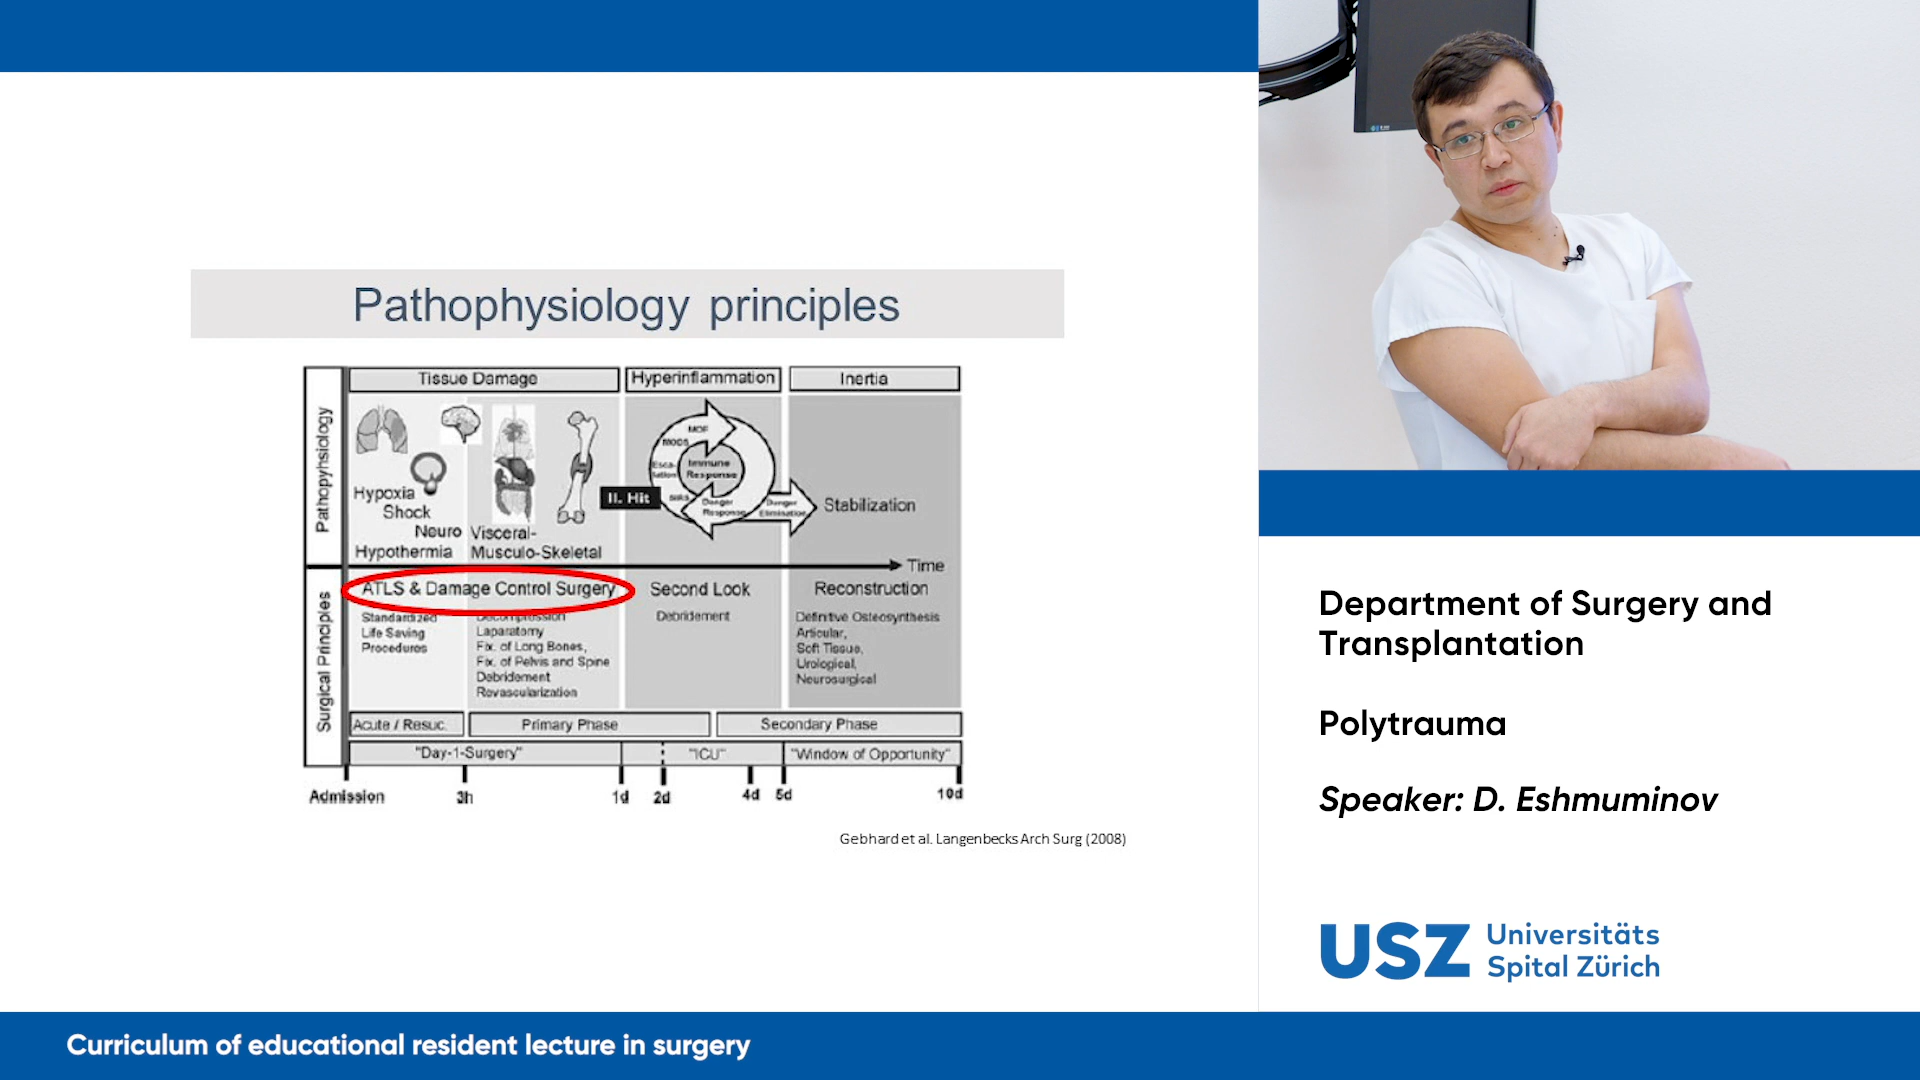 Pathophysiology principles
Tissue Damage
Hyperinflammation
Inertia
Pathopyhsiology
Hypoxia
Shock
Neuro
Hypothermia
Visceral-
Musculo-Skeletal
II. Hit
MOF
MODS
Esca-
lation
SIRS
Immune
Response
Danger
Response
Danger
Elimination
Stabilization
Time
Surgical Principles
ATLS & Damage Control Surgery
Standardized
Life Saving
Procedures
Decompression
Laparatomy
Fix. of Long Bones,
Fix. of Pelvis and Spine
Debridement
Revascularization
Second Look
Debridement
Reconstruction
Definitive Osteosynthesis
Articular,
Soft Tissue,
Urological,
Neurosurgical
Acute / Resuc.
Primary Phase
Secondary Phase
"Day-1-Surgery"
"ICU"
"Window of Opportunity"
Admission
3h
1d
2d
4d
5d
10d
Gebhard et al. Langenbecks Arch Surg (2008)
Department of Surgery and
Transplantation
Polytrauma
Speaker: D. Eshmuminov
USZ Universitäts
Spital Zürich
Curriculum of educational resident lecture in surgery